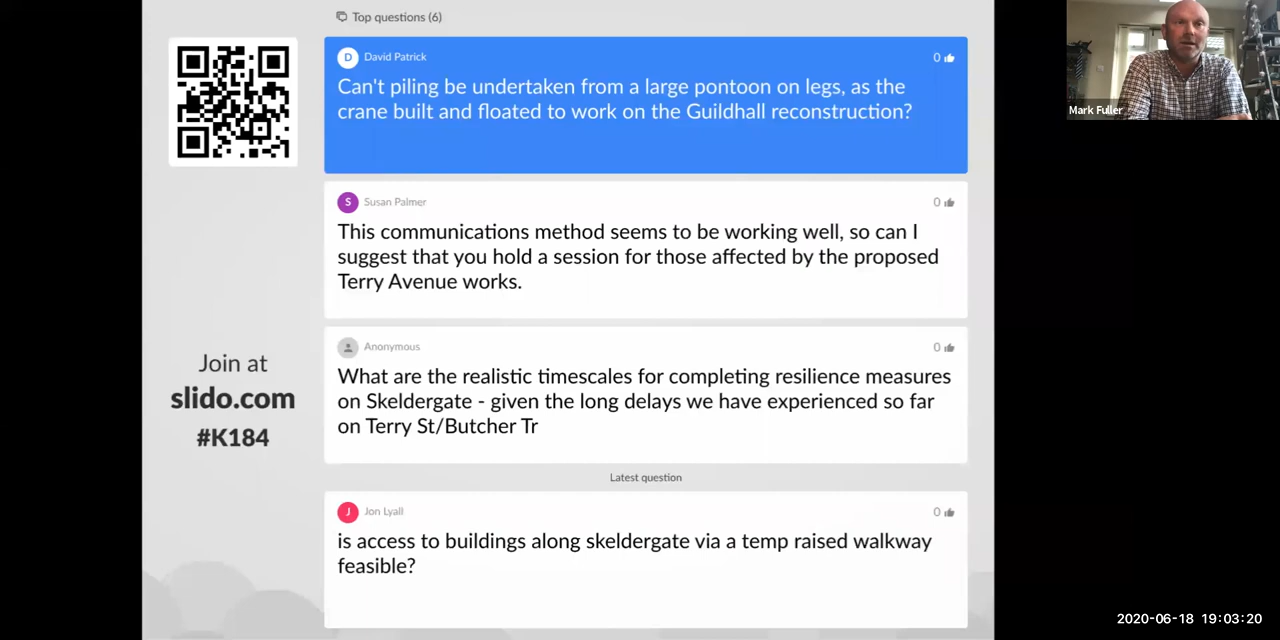 Top questions (6)
D David Patrick 0
Can't piling be undertaken from a large pontoon on legs, as the
crane built and floated to work on the Guildhall reconstruction?
S Susan Palmer 0
This communications method seems to be working well, so can I
suggest that you hold a session for those affected by the proposed
Terry Avenue works.
Anonymous 0
What are the realistic timescales for completing resilience measures
on Skeldergate - given the long delays we have experienced so far
on Terry St/Butcher Tr
Latest question
J Jon Lyall 0
is access to buildings along skeldergate via a temp raised walkway
feasible?
Join at
slido.com
#K184
Mark Fuller
2020-06-18 19:03:20